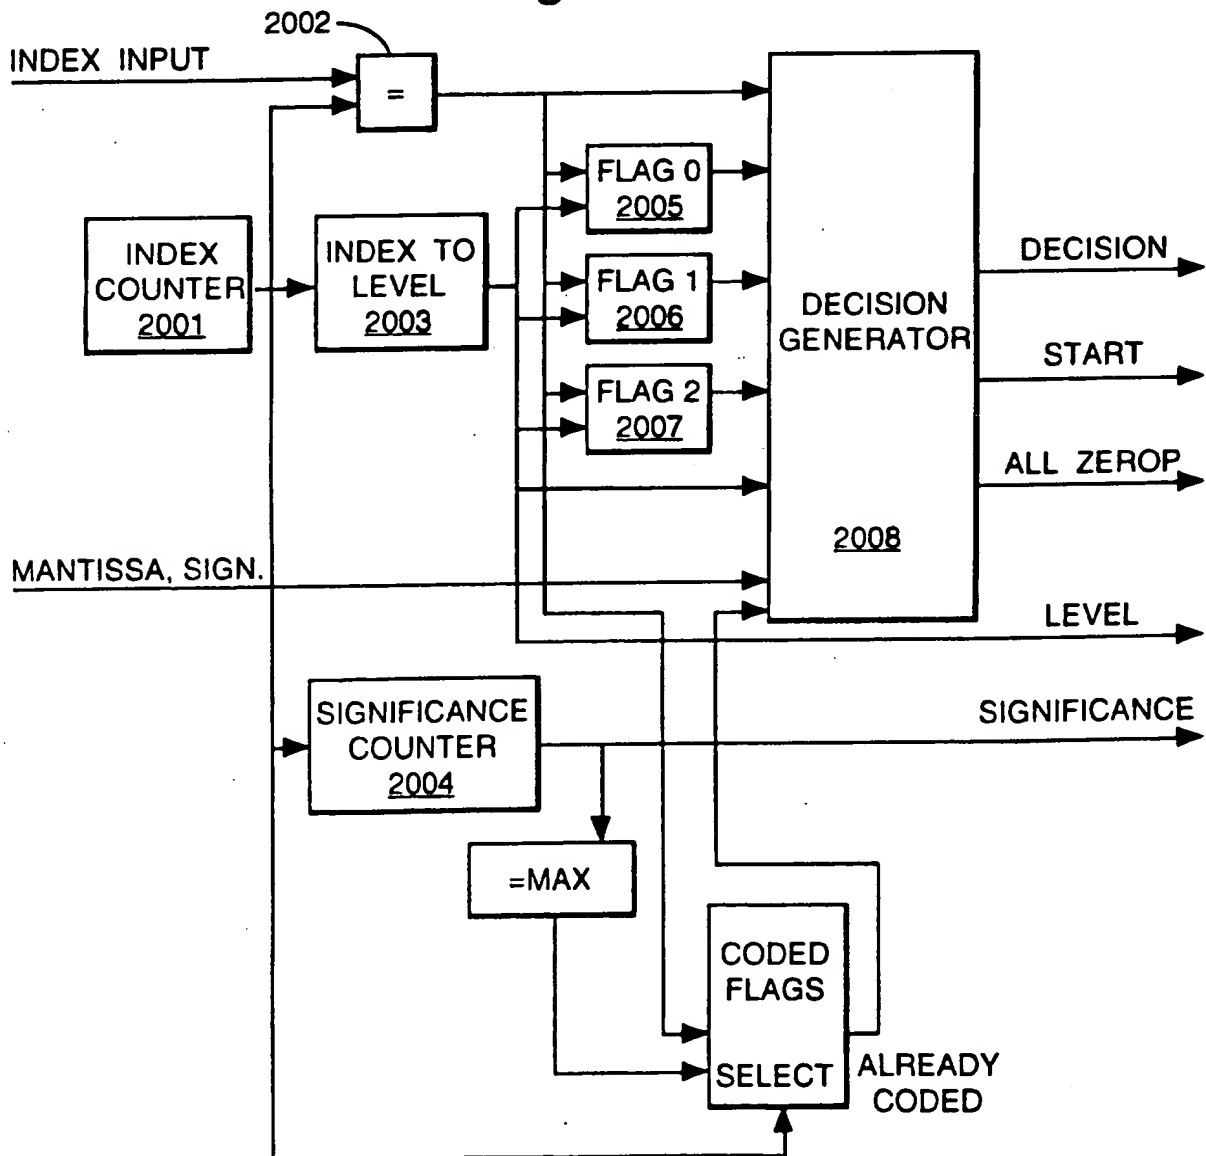 2002
INDEX INPUT
=
FLAG 0
2005
INDEX
COUNTER
2001
INDEX TO
LEVEL
2003
FLAG 1
2006
FLAG 2
2007
DECISION
GENERATOR
2008
DECISION
START
ALL ZEROP
MANTISSA, SIGN.
LEVEL
SIGNIFICANCE
COUNTER
2004
SIGNIFICANCE
=MAX
CODED
FLAGS
SELECT
ALREADY
CODED